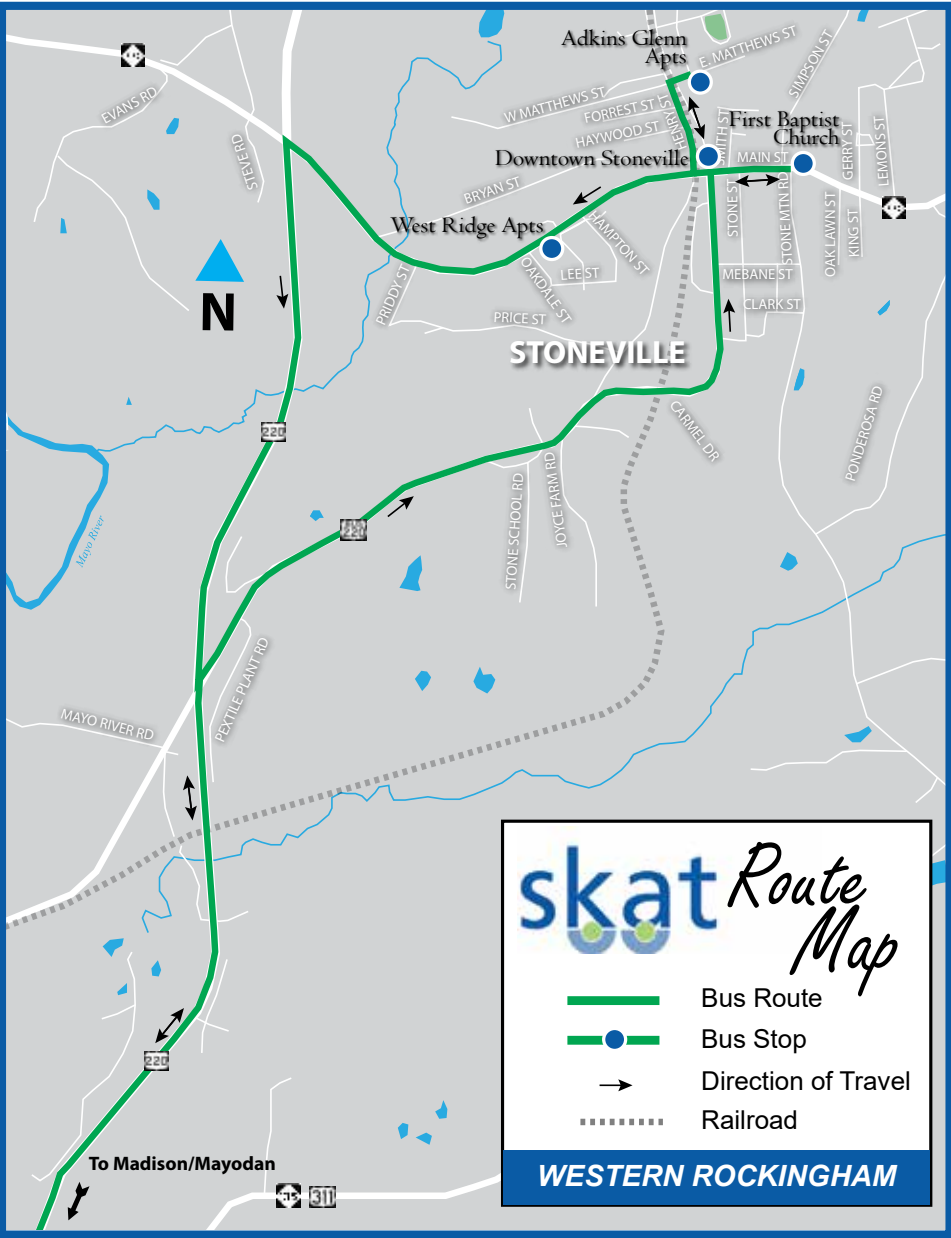 Adkins Glenn
Apts
E. MATTHEWS ST
SIMPSON ST
EVANS RD
W MATTHEWS ST
FORREST ST
HENRY ST
First Baptist
Church
HAYWOOD ST
SMITH ST
GERRY ST
LEMONS ST
STEVE RD
Downtown Stoneville
MAIN ST
BRYAN ST
STONE ST
STONE MTN RD
OAK LAWN ST
KING ST
West Ridge Apts
HAMPTON ST
LEE ST
OAKDALE ST
MEBANE ST
PRIDDY ST
CLARK ST
N
PRICE ST
STONEVILLE
220
CARMEL DR
PONDEROSA RD
Mayo River
220
STONE SCHOOL RD
JOYCE FARM RD
PEXTILE PLANT RD
MAYO RIVER RD
220
To Madison/Mayodan
311
skat Route
Map
Bus Route
Bus Stop
Direction of Travel
Railroad
WESTERN ROCKINGHAM